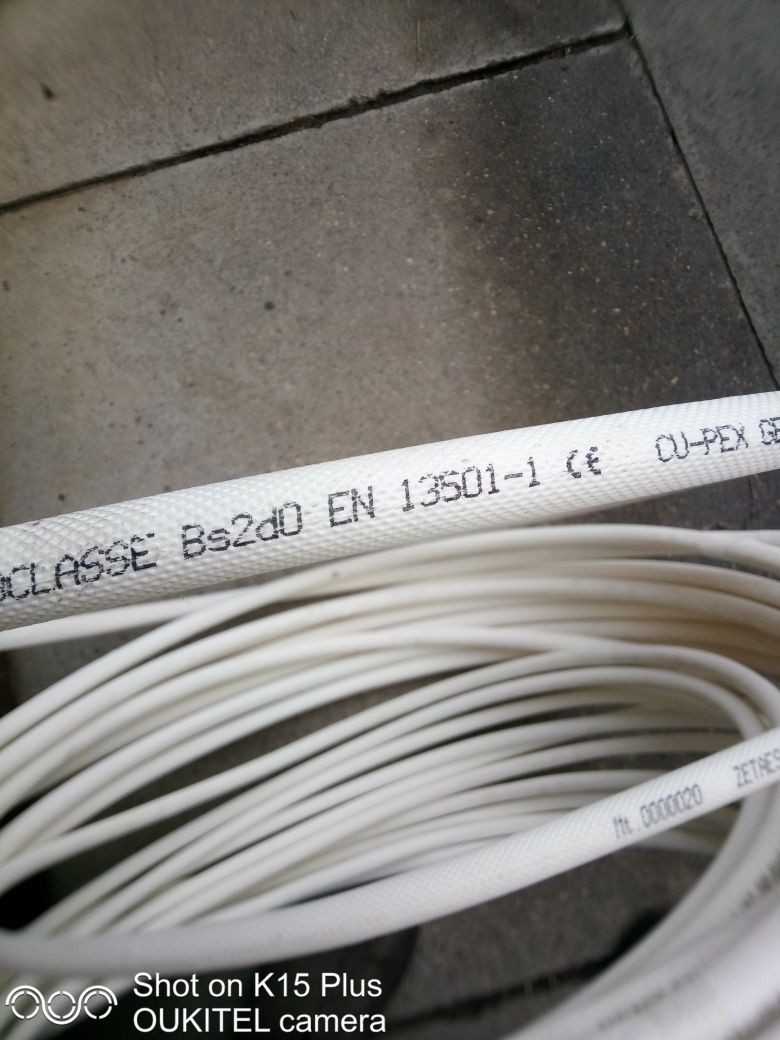 CLASSE Bs2d0 EN 13501-1 CE CU-PEX
Mt.0000020
Shot on K15 Plus
OUKITEL camera